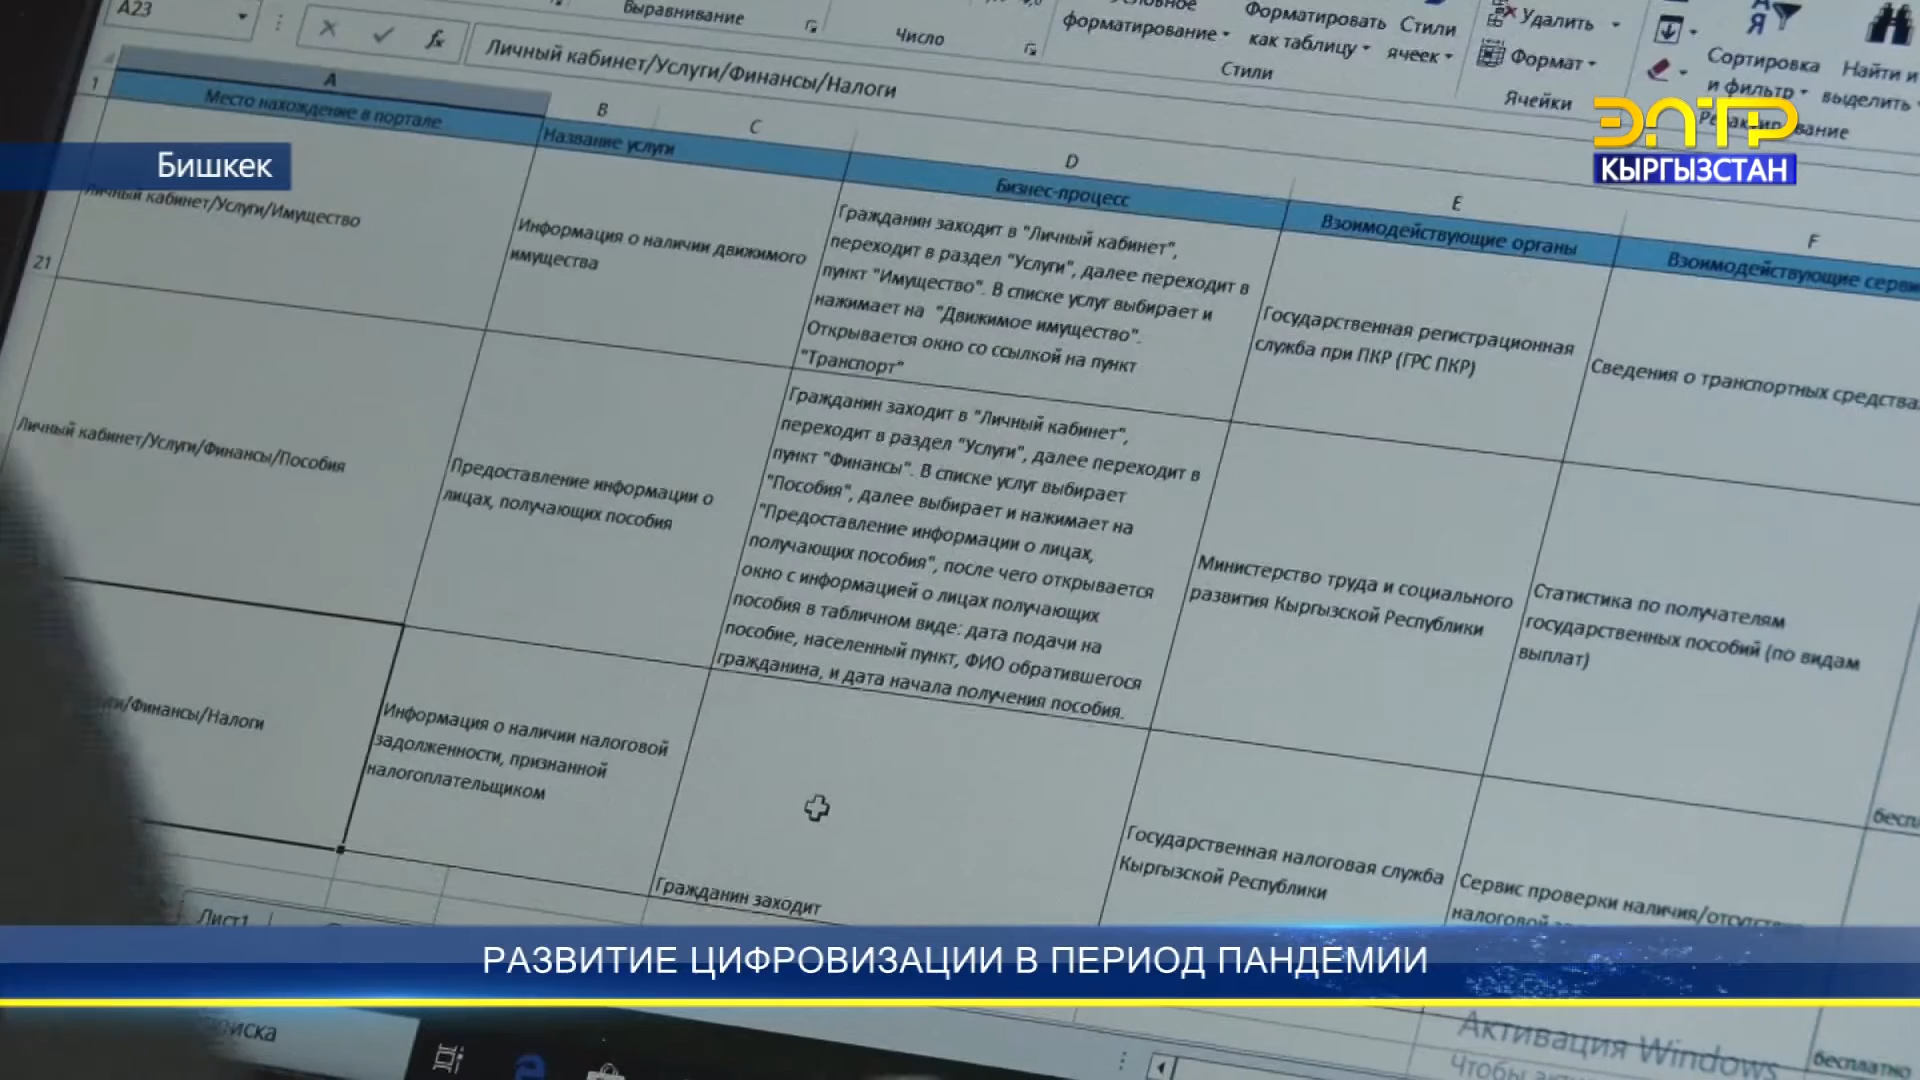 A23
Выравнивание
Число
форматирование
Форматировать
как таблицу
Стили
ячеек
Стили
Удалить
Формат
Ячейки
Сортировка
и фильтр
Найти и
выделить
Личный кабинет/Услуги/Финансы/Налоги
ЭЛТР
КЫРГЫЗСТАН
Бишкек
A
B
C
D
E
F
1
Место нахождение в портале
Название услуги
Бизнес-процесс
Взоимодействующие органы
Взоимодействующие
21
Личный кабинет/Услуги/Имущество
Информация о наличии движимого
имущества
Гражданин заходит в "Личный кабинет",
переходит в раздел "Услуги", далее переходит в
пункт "Имущество". В списке услуг выбирает и
нажимает на "Движимое имущество".
Открывается окно со ссылкой на пункт
"Транспорт"
Государственная регистрационная
служба при ПКР (ГРС ПКР)
Сведения о транспортных
Личный кабинет/Услуги/Финансы/Пособия
Предоставление информации о
лицах, получающих пособия
Гражданин заходит в "Личный кабинет",
переходит в раздел "Услуги", далее переходит в
пункт "Финансы". В списке услуг выбирает
"Пособия", далее выбирает и нажимает на
"Предоставление информации о лицах,
получающих пособия", после чего открывается
окно с информацией о лицах получающих
пособия в табличном виде: дата подачи на
пособие, населенный пункт, ФИО обратившегося
гражданина, и дата начала получения пособия.
Министерство труда и социального
развития Кыргызской Республики
Статистика по получателям
государственных пособий (по видам
выплат)
/Финансы/Налоги
Информация о наличии налоговой
задолженности, признанной
налогоплательщиком
Гражданин заходит
Государственная налоговая служба
Кыргызской Республики
Сервис проверки наличия/
налоговой
Лист1
РАЗВИТИЕ ЦИФРОВИЗАЦИИ В ПЕРИОД ПАНДЕМИИ
Активация Windows
Чтобы
бесплатно